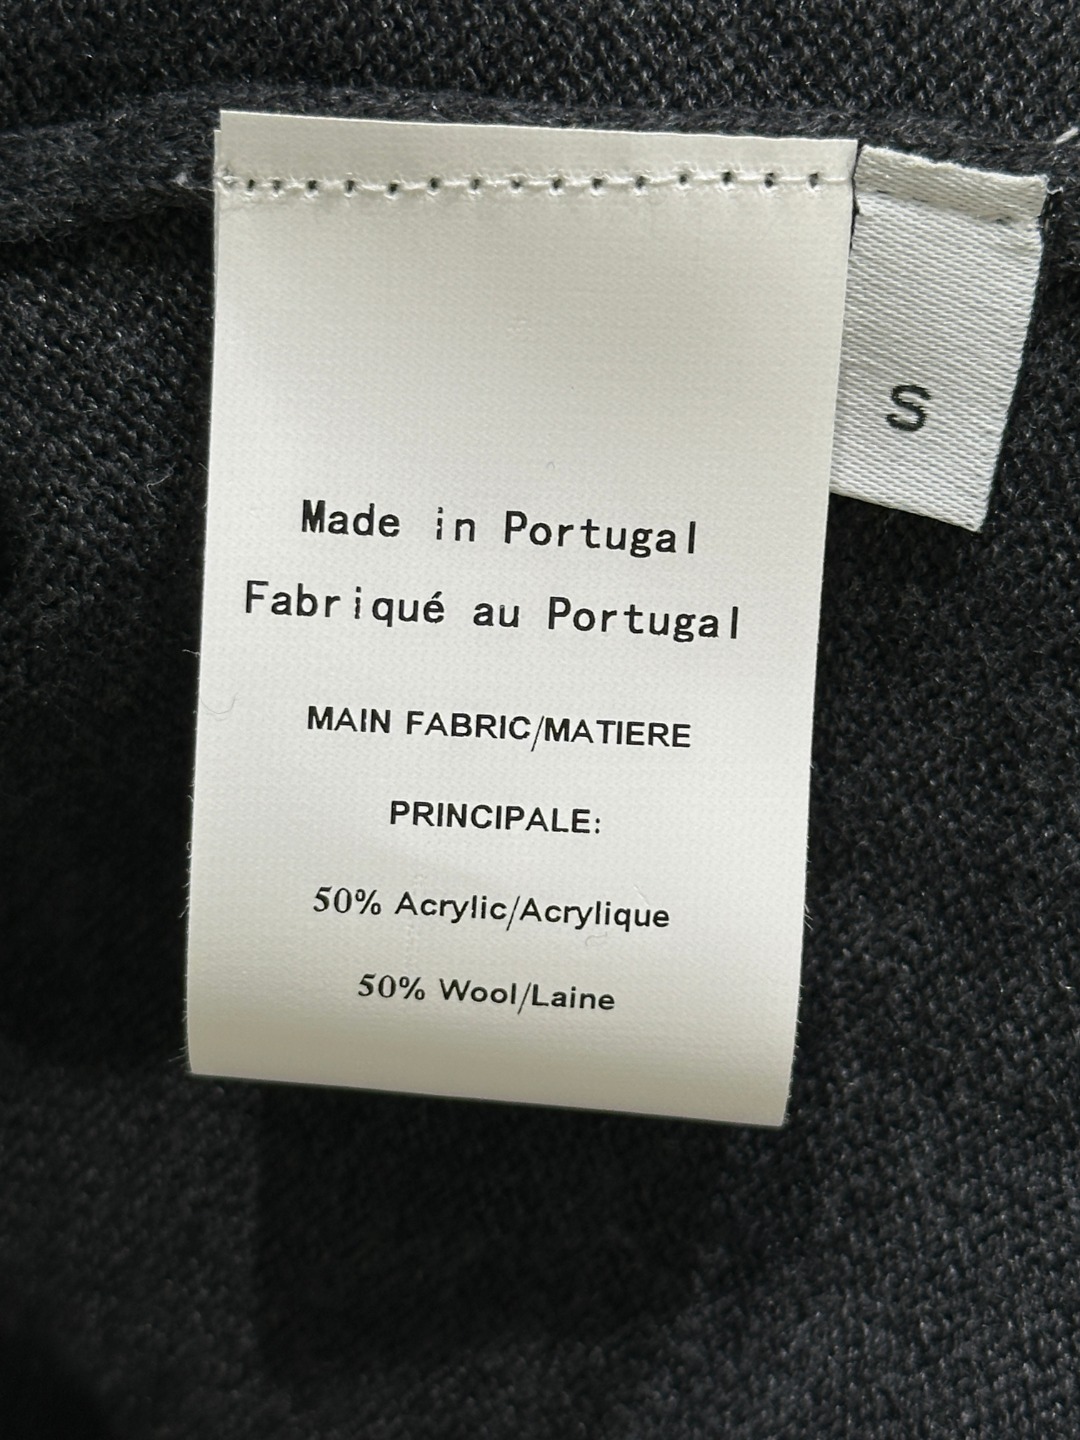 S
Made in Portugal
Fabriqué au Portugal
MAIN FABRIC/MATIERE
PRINCIPALE:
50% Acrylic/Acrylique
50% Wool/Laine